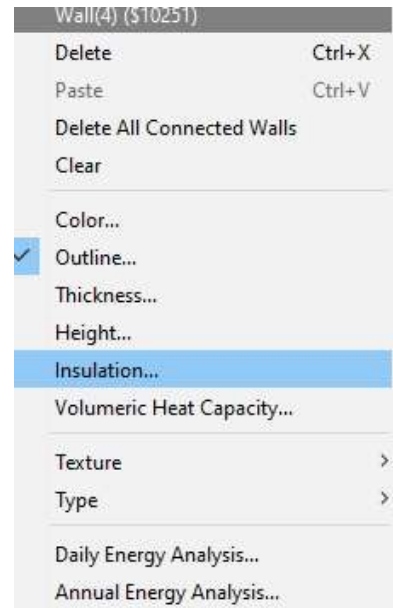 Wall(4) ($10251)
Delete Ctrl+X
Paste Ctrl+V
Delete All Connected Walls
Clear
Color...
Outline...
Thickness...
Height...
Insulation...
Volumeric Heat Capacity...
Texture
Type
Daily Energy Analysis...
Annual Energy Analysis...